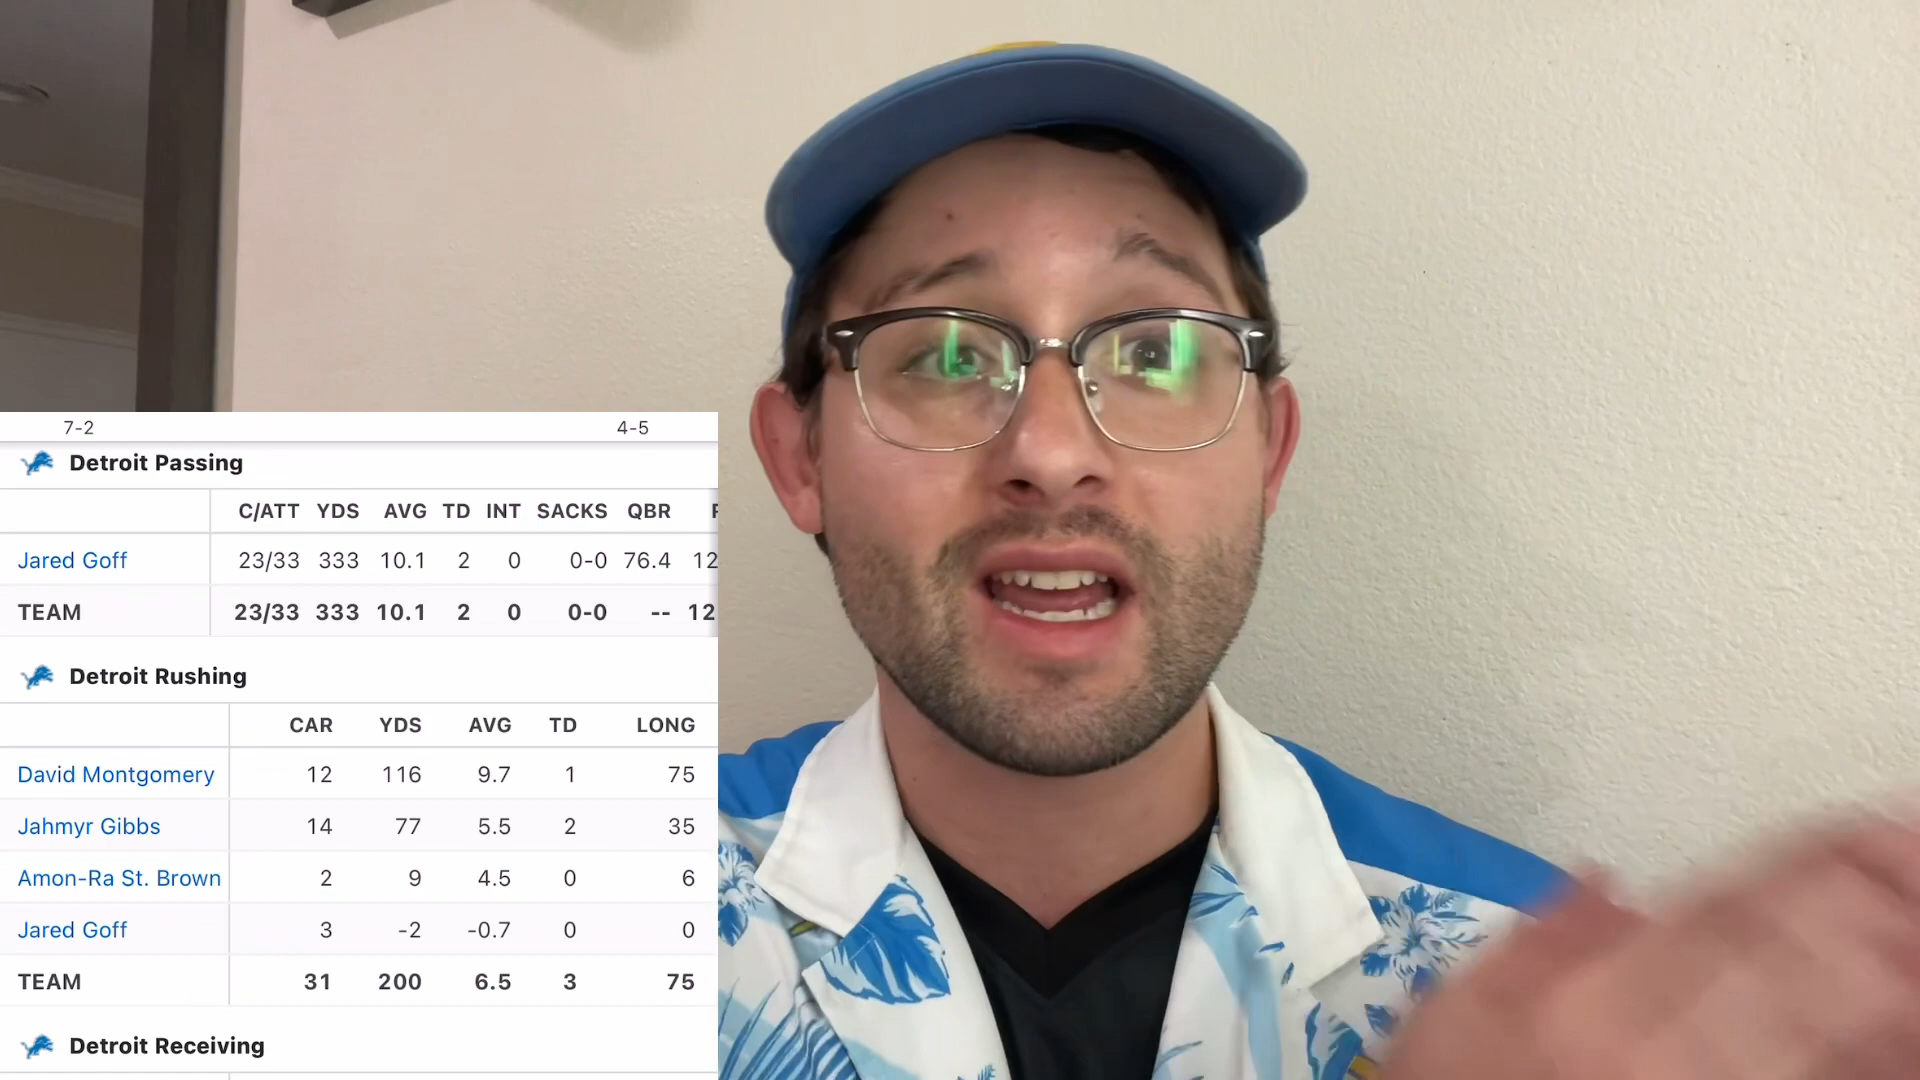 7-2 4-5
Detroit Passing
C/ATT YDS AVG TD INT SACKS QBR
Jared Goff 23/33 333 10.1 2 0 0-0 76.4 12
TEAM 23/33 333 10.1 2 0 0-0 -- 12
Detroit Rushing
CAR YDS AVG TD LONG
David Montgomery 12 116 9.7 1 75
Jahmyr Gibbs 14 77 5.5 2 35
Amon-Ra St. Brown 2 9 4.5 0 6
Jared Goff 3 -2 -0.7 0 0
TEAM 31 200 6.5 3 75
Detroit Receiving